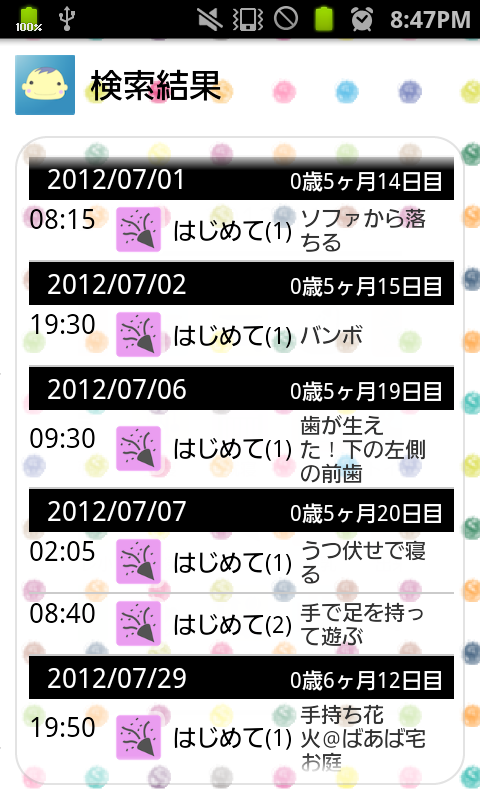 100%
8:47PM
検索結果
2012/07/01 0歳5ヶ月14日目
08:15 はじめて(1) ソファから落
ちる
2012/07/02 0歳5ヶ月15日目
19:30 はじめて(1) バンボ
2012/07/06 0歳5ヶ月19日目
09:30 はじめて(1) 歯が生え
た！下の左側
の前歯
2012/07/07 0歳5ヶ月20日目
02:05 はじめて(1) うつ伏せで寝
る
08:40 はじめて(2) 手で足を持っ
て遊ぶ
2012/07/29 0歳6ヶ月12日目
19:50 はじめて(1) 手持ち花
火@ばあば宅
お庭